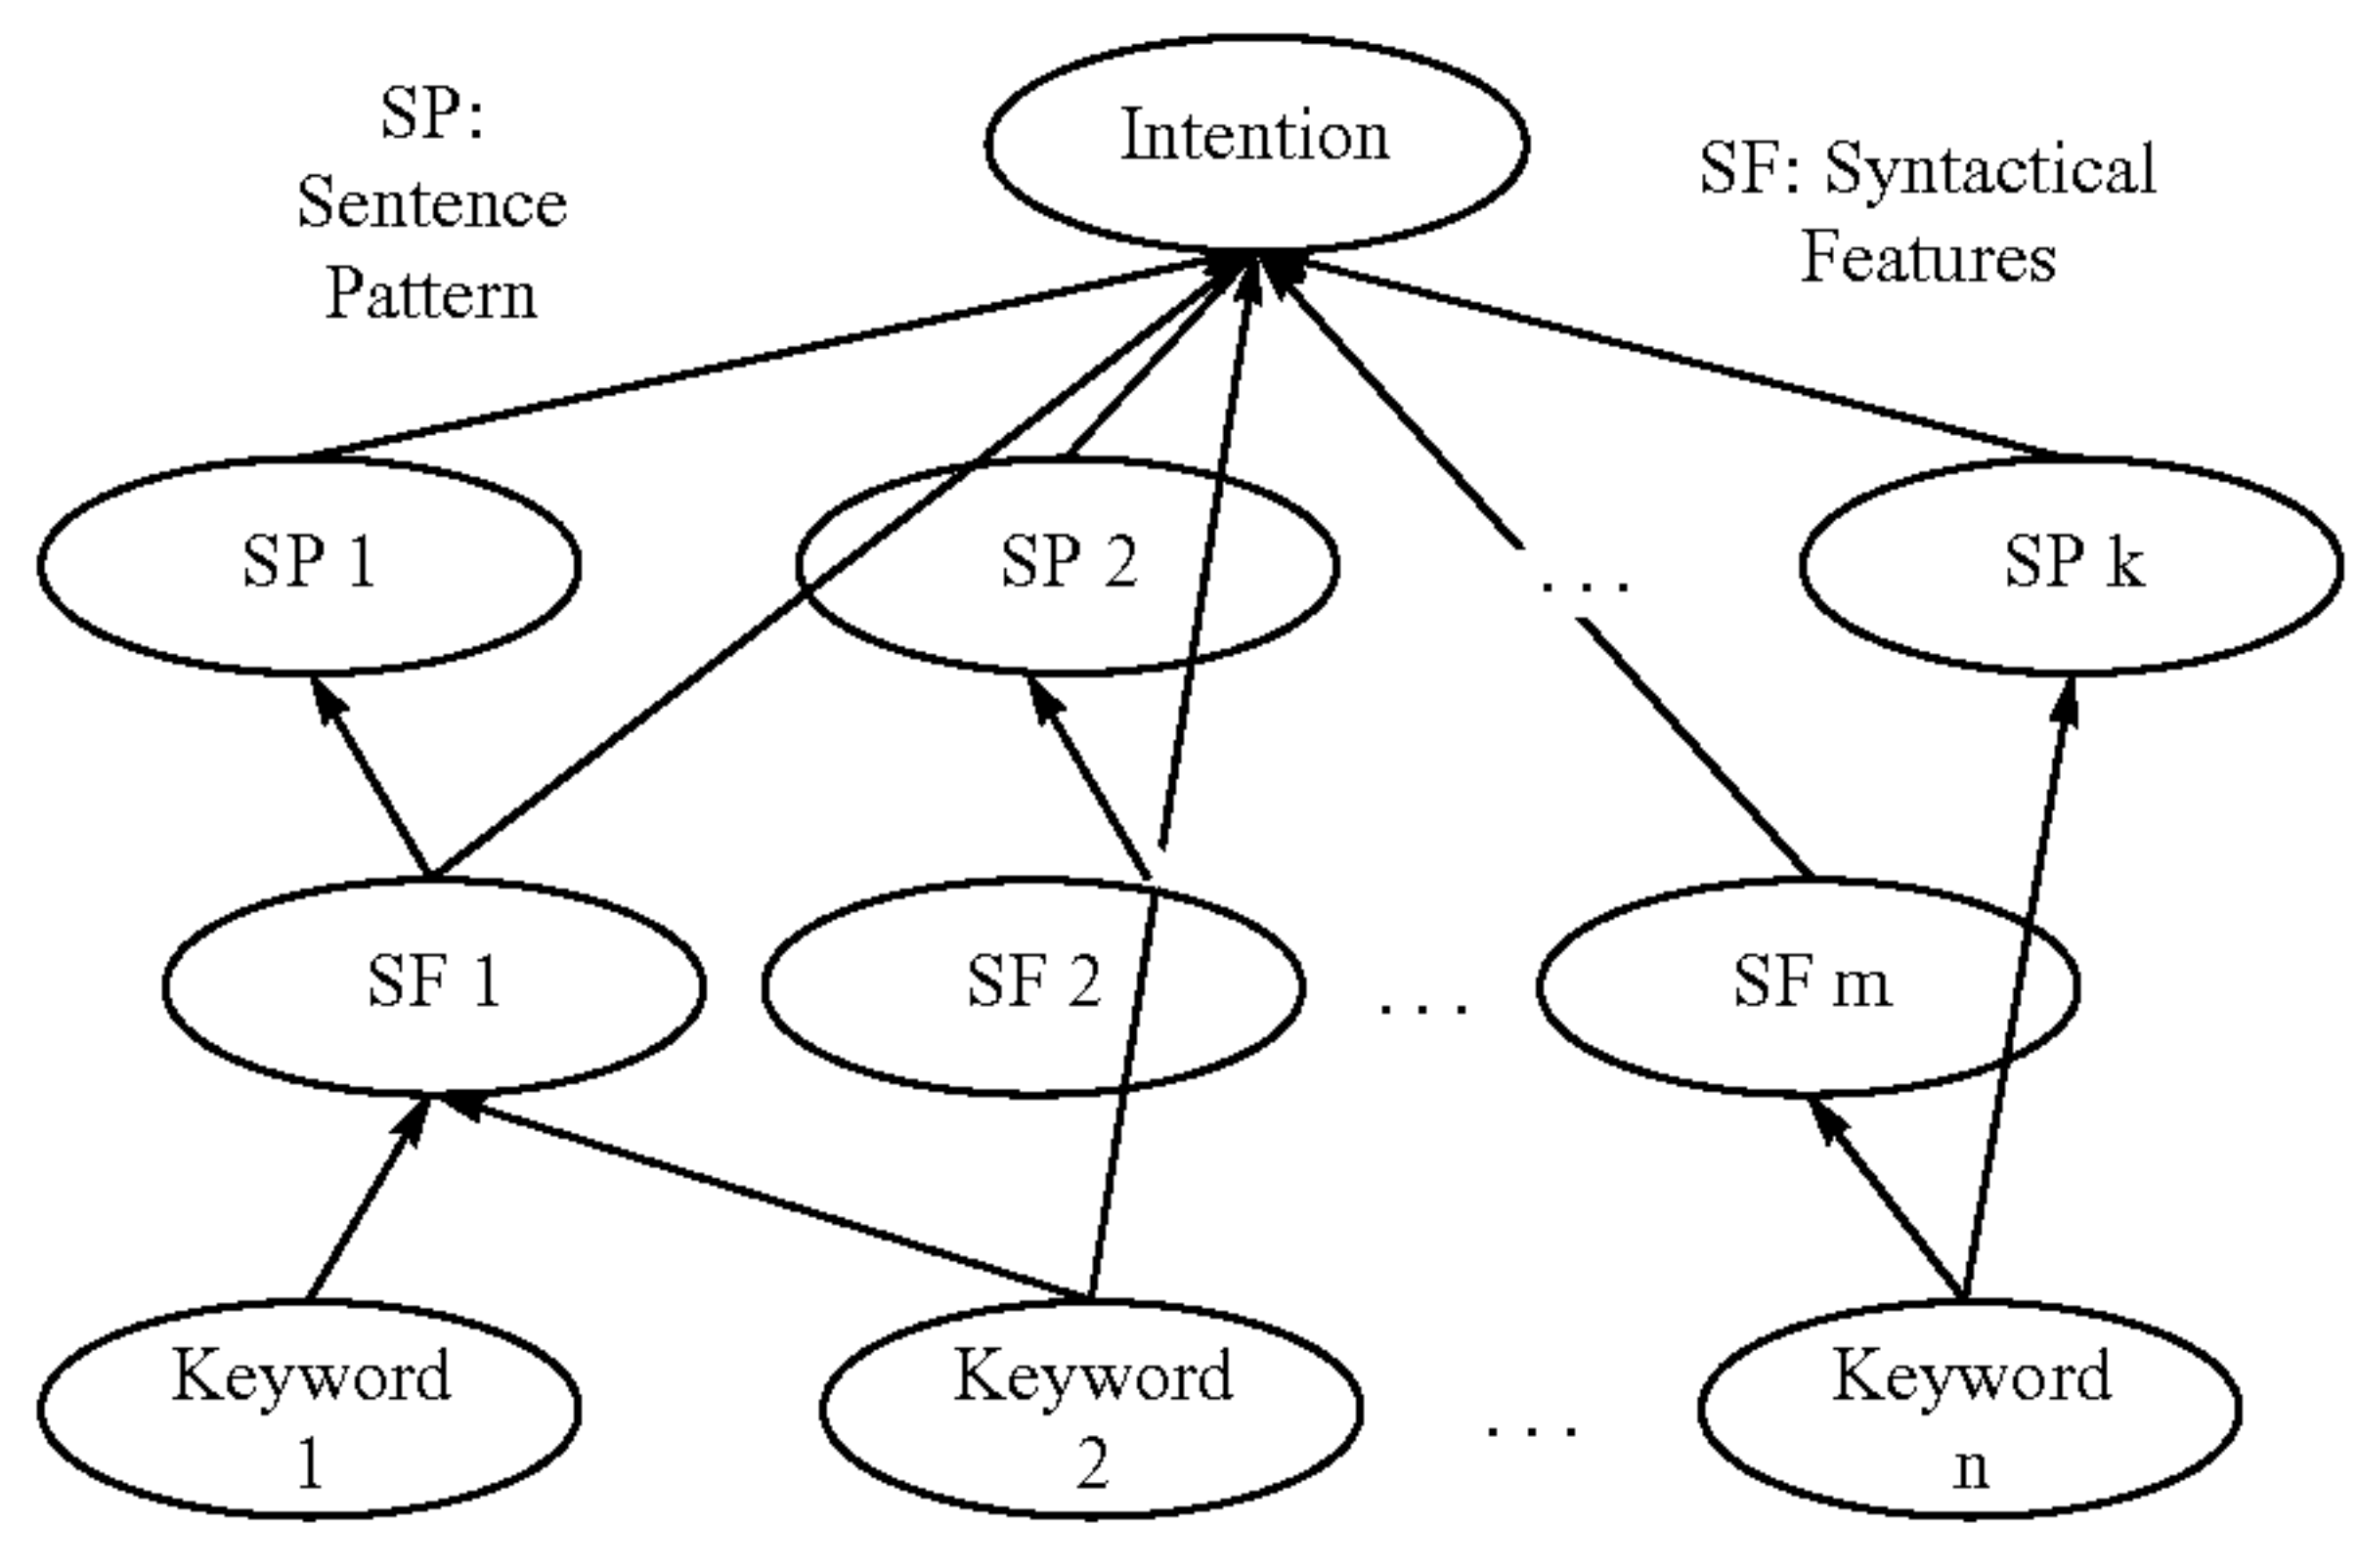 SP:
Sentence
Pattern
Intention
SF: Syntactical
Features
SP 1
SP 2
...
SP k
SF 1
SF 2
...
SF m
Keyword
1
Keyword
2
...
Keyword
n